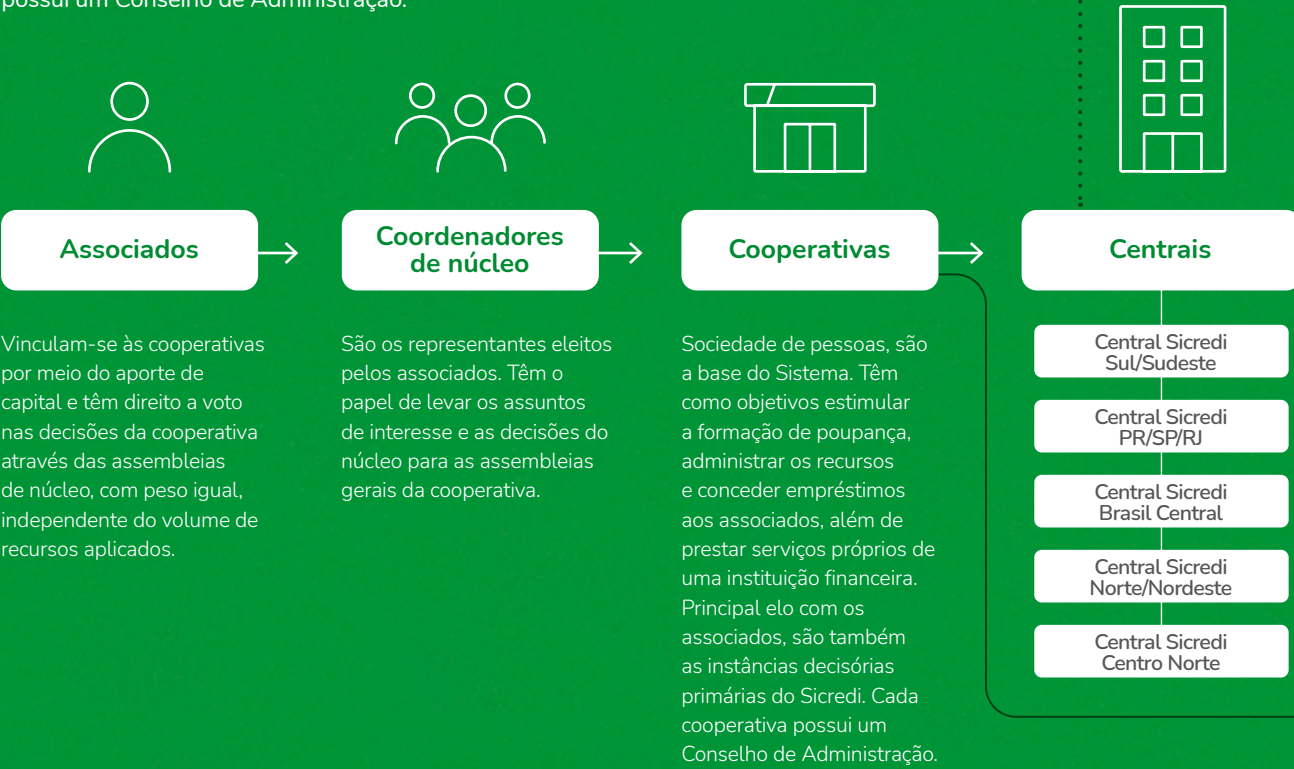 possui um Conselho de Administração.
Associados
Vinculam-se às cooperativas
por meio do aporte de
capital e têm direito a voto
nas decisões da cooperativa
através das assembleias
de núcleo, com peso igual,
independente do volume de
recursos aplicados.
Coordenadores
de núcleo
São os representantes eleitos
pelos associados. Têm o
papel de levar os assuntos
de interesse e as decisões do
núcleo para as assembleias
gerais da cooperativa.
Cooperativas
Sociedade de pessoas, são
a base do Sistema. Têm
como objetivos estimular
a formação de poupança,
administrar os recursos
e conceder empréstimos
aos associados, além de
prestar serviços próprios de
uma instituição financeira.
Principal elo com os
associados, são também
as instâncias decisórias
primárias do Sicredi. Cada
cooperativa possui um
Conselho de Administração.
Centrais
Central Sicredi
Sul/Sudeste
Central Sicredi
PR/SP/RJ
Central Sicredi
Brasil Central
Central Sicredi
Norte/Nordeste
Central Sicredi
Centro Norte